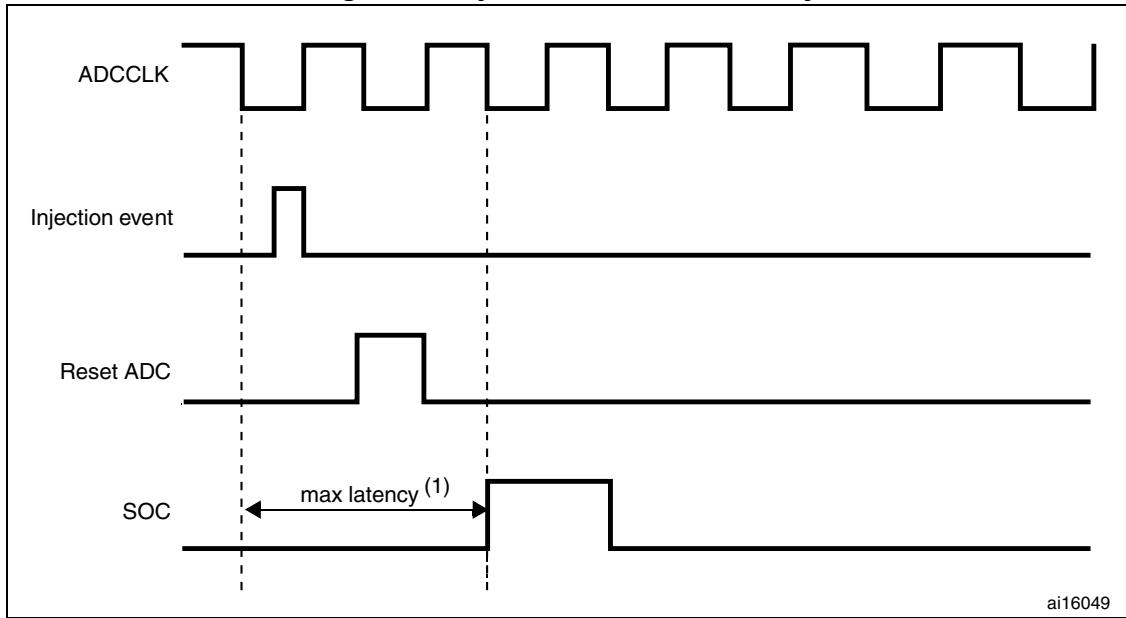 ADCCLK
Injection event
Reset ADC
max latency (1)
SOC
ai16049